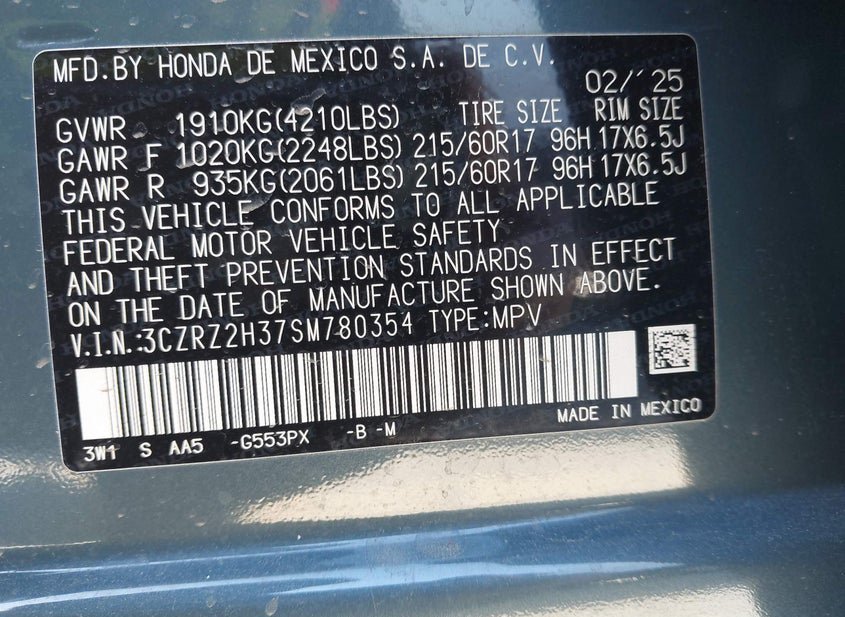 MFD.BY HONDA DE MEXICO S.A. DE C.V.
02/´25
GVWR 1910KG(4210LBS) TIRE SIZE RIM SIZE
GAWR F 1020KG(2248LBS) 215/60R17 96H 17X6.5J
GAWR R 935KG(2061LBS) 215/60R17 96H 17X6.5J
THIS VEHICLE CONFORMS TO ALL APPLICABLE
FEDERAL MOTOR VEHICLE SAFETY
AND THEFT PREVENTION STANDARDS IN EFFECT
ON THE DATE OF MANUFACTURE SHOWN ABOVE.
V.I.N.:3CZRZ2H37SM780354 TYPE:MPV
MADE IN MEXICO
3W1 S AA5 -G553PX -B -M